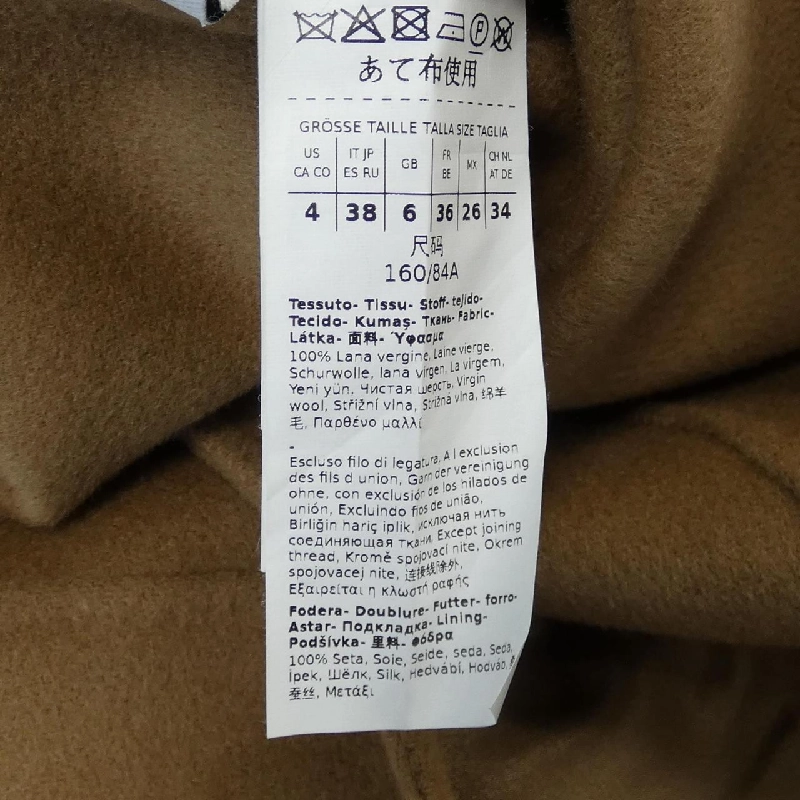 P
あて布使用
GRÖSSE TAILLE TALLA SIZE TAGLIA
US CA CO IT JP ES RU GB FR BE MX CH NL AT DE
4 38 6 36 26 34
尺码
160/84A
Tessuto- Tissu- Stoff- tejido-
Tecido- Kumaş- Ткань- Fabric-
Látka- 面料- Ύφασμα
100% Lana vergine, Laine vierge,
Schurwolle, lana virgen, La virgem,
Yeni yün, Чистая шерсть, Virgin
wool, Střižní vlna, Strižná vlna, 绵羊
毛, Παρθένο μαλλί
-
Escluso filo di legatura, A l exclusion
des fils d union, Garn der vereinigung
ohne, con exclusión de los hilados de
unión, Excluindo fios de união,
Birliğin hariç iplik, исключая нить
соединяющая ткани, Except joining
thread, Kromě spojovací nite, Okrem
spojovacej nite, 连接线除外,
Εξαιρείται η κλωστή ραφής
Fodera- Doublure- Futter- forro-
Astar- Подкладка- Lining-
Podšívka- 里料- Φόδρα
100% Seta, Soie, Seide, seda, Seda,
İpek, Шёлк, Silk, Hedvábí, Hodváb,
蚕丝, Μετάξι